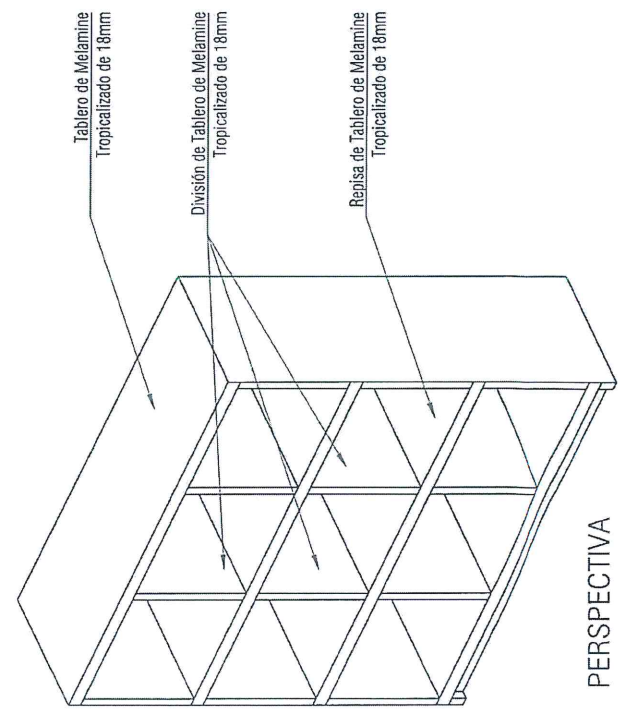 Tablero de Melamine
Tropicalizado de 18mm
División de Tablero de Melamine
Tropicalizado de 18mm
Repisa de Tablero de Melamine
Tropicalizado de 18mm
PERSPECTIVA